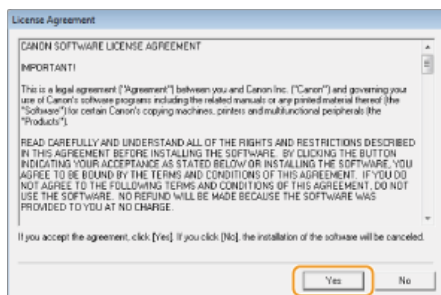 License Agreement
CANON SOFTWARE LICENSE AGREEMENT
IMPORTANT!
This is a legal agreement ("Agreement") between you and Canon Inc. ("Canon") and governing your
use of Canon's software programs including the related manuals or any printed material thereof (the
"Software") for certain Canon's copying machines, printers and multifunctional peripherals (the
"Products").
READ CAREFULLY AND UNDERSTAND ALL OF THE RIGHTS AND RESTRICTIONS DESCRIBED
IN THIS AGREEMENT BEFORE INSTALLING THE SOFTWARE. BY CLICKING THE BUTTON
INDICATING YOUR ACCEPTANCE AS STATED BELOW OR INSTALLING THE SOFTWARE, YOU
AGREE TO BE BOUND BY THE TERMS AND CONDITIONS OF THIS AGREEMENT. IF YOU DO
NOT AGREE TO THE FOLLOWING TERMS AND CONDITIONS OF THIS AGREEMENT, DO NOT
USE THE SOFTWARE. NO REFUND WILL BE MADE BECAUSE THE SOFTWARE WAS
PROVIDED TO YOU AT NO CHARGE.
If you accept the agreement, click [Yes]. If you click [No], the installation of the software will be canceled.
Yes
No